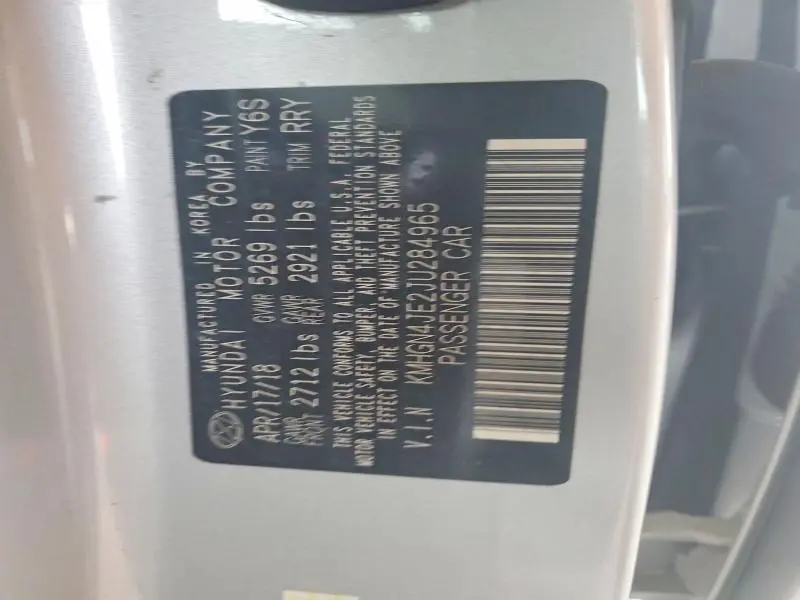 MANUFACTURED IN KOREA BY
HYUNDAI MOTOR COMPANY
APR/17/18 GVWR 5269 lbs PAINT Y6S
GAWR FRONT 2712 lbs GAWR REAR 2921 lbs TRIM RRY
THIS VEHICLE CONFORMS TO ALL APPLICABLE U.S.A. FEDERAL
MOTOR VEHICLE SAFETY, BUMPER, AND THEFT PREVENTION STANDARDS
IN EFFECT ON THE DATE OF MANUFACTURE SHOWN ABOVE
V.I.N KMHGN4JE2JU284965
PASSENGER CAR